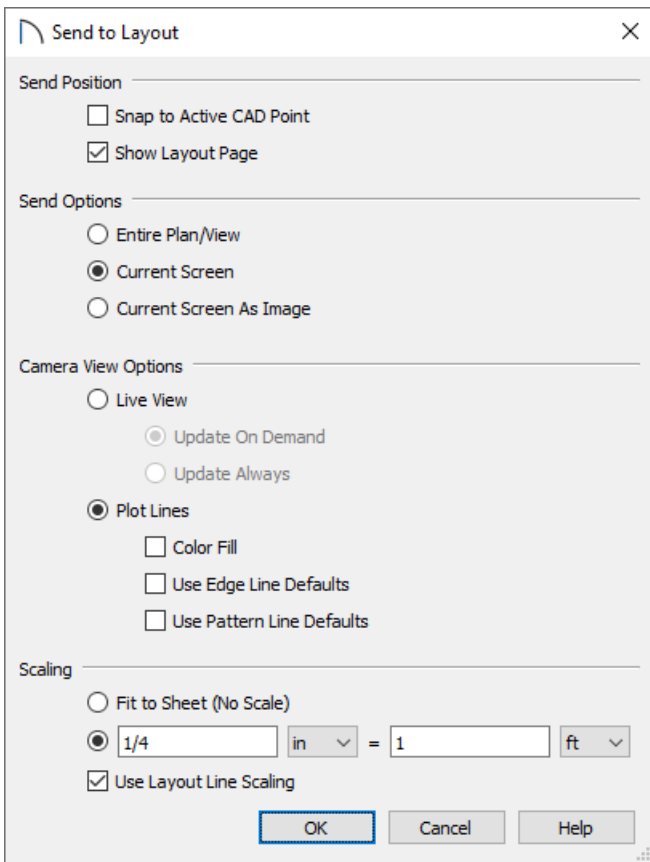 Send to Layout
Send Position
Snap to Active CAD Point
Show Layout Page
Send Options
Entire Plan/View
Current Screen
Current Screen As Image
Camera View Options
Live View
Update On Demand
Update Always
Plot Lines
Color Fill
Use Edge Line Defaults
Use Pattern Line Defaults
Scaling
Fit to Sheet (No Scale)
1/4 in = 1 ft
Use Layout Line Scaling
OK Cancel Help